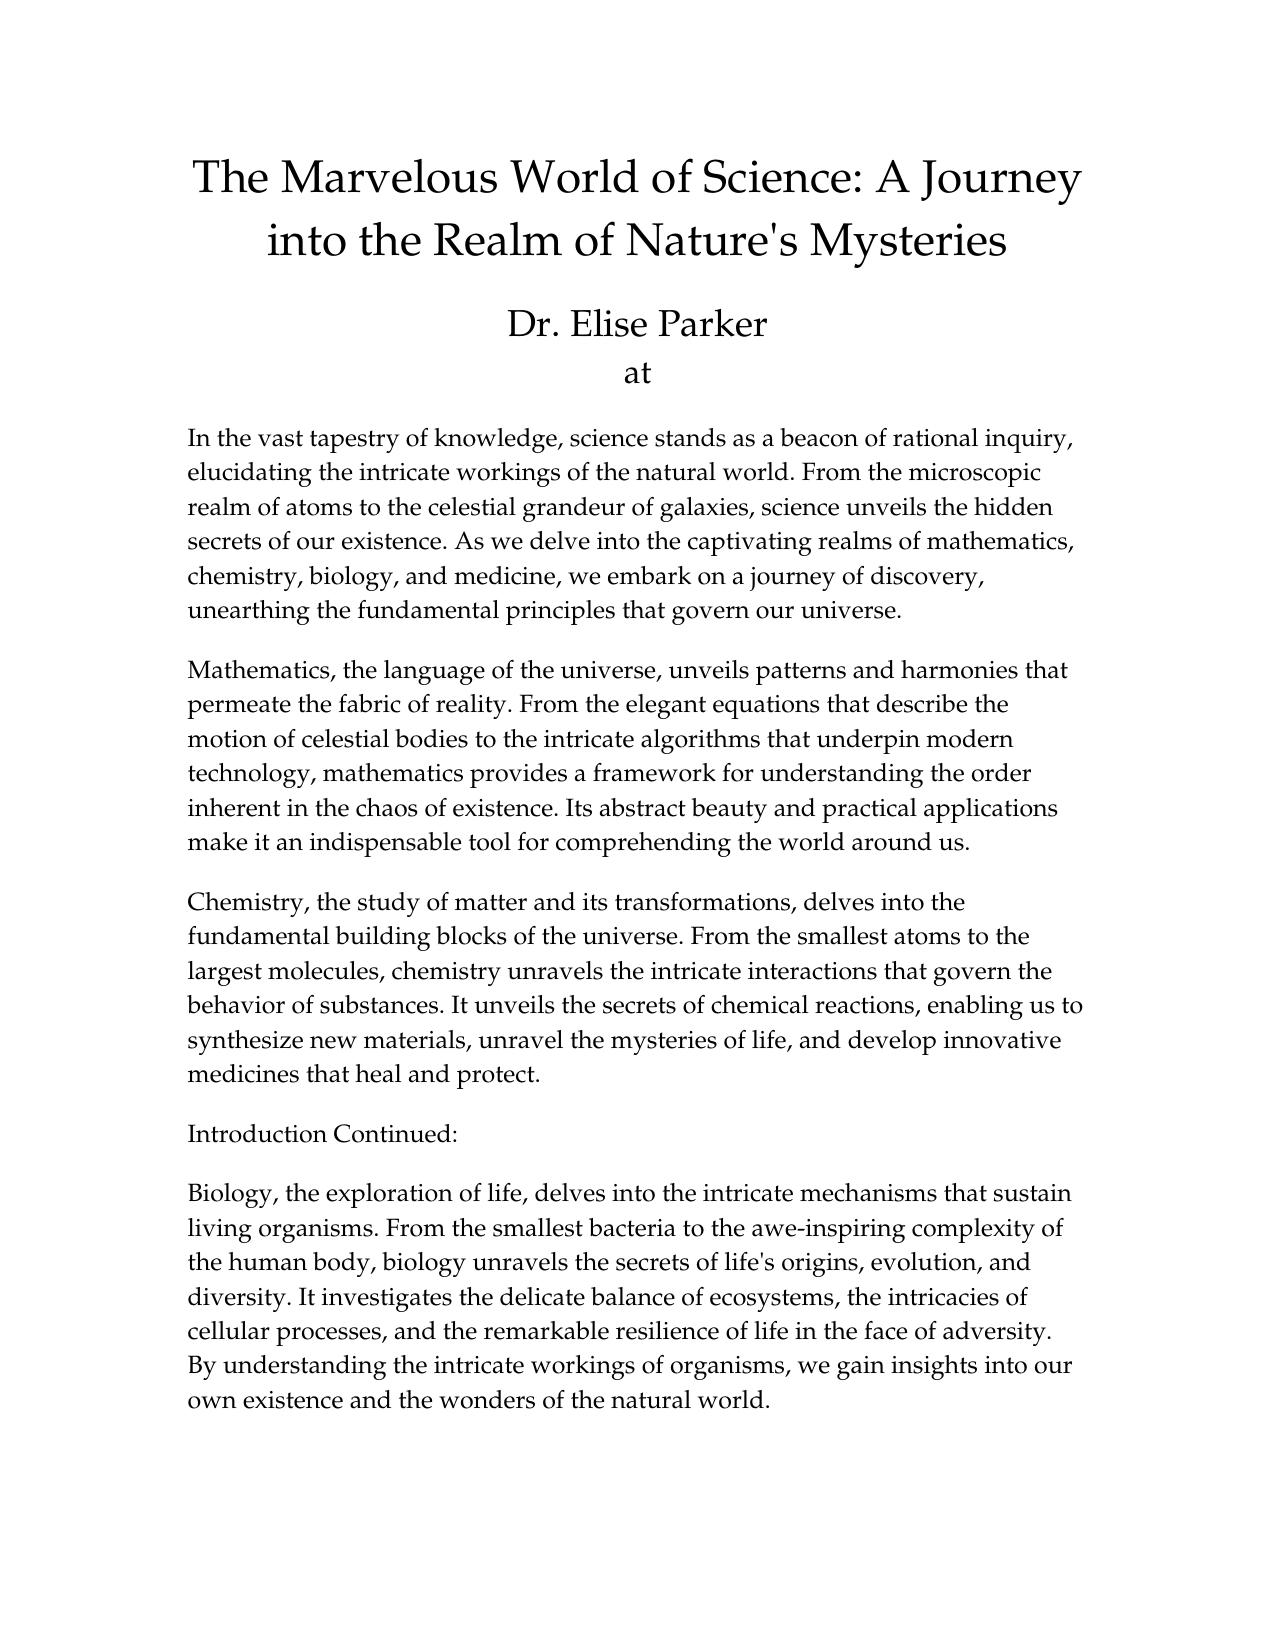 The Marvelous World of Science: A Journey
into the Realm of Nature's Mysteries
Dr. Elise Parker
at
In the vast tapestry of knowledge, science stands as a beacon of rational inquiry,
elucidating the intricate workings of the natural world. From the microscopic
realm of atoms to the celestial grandeur of galaxies, science unveils the hidden
secrets of our existence. As we delve into the captivating realms of mathematics,
chemistry, biology, and medicine, we embark on a journey of discovery,
unearthing the fundamental principles that govern our universe.
Mathematics, the language of the universe, unveils patterns and harmonies that
permeate the fabric of reality. From the elegant equations that describe the
motion of celestial bodies to the intricate algorithms that underpin modern
technology, mathematics provides a framework for understanding the order
inherent in the chaos of existence. Its abstract beauty and practical applications
make it an indispensable tool for comprehending the world around us.
Chemistry, the study of matter and its transformations, delves into the
fundamental building blocks of the universe. From the smallest atoms to the
largest molecules, chemistry unravels the intricate interactions that govern the
behavior of substances. It unveils the secrets of chemical reactions, enabling us to
synthesize new materials, unravel the mysteries of life, and develop innovative
medicines that heal and protect.
Introduction Continued:
Biology, the exploration of life, delves into the intricate mechanisms that sustain
living organisms. From the smallest bacteria to the awe-inspiring complexity of
the human body, biology unravels the secrets of life's origins, evolution, and
diversity. It investigates the delicate balance of ecosystems, the intricacies of
cellular processes, and the remarkable resilience of life in the face of adversity.
By understanding the intricate workings of organisms, we gain insights into our
own existence and the wonders of the natural world.